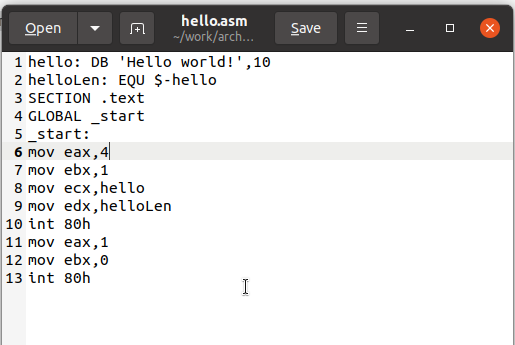 Open
hello.asm
~/work/arch...
Save
1 hello: DB 'Hello world!',10
2 helloLen: EQU $-hello
3 SECTION .text
4 GLOBAL _start
5 _start:
6 mov eax,4
7 mov ebx,1
8 mov ecx,hello
9 mov edx,helloLen
10 int 80h
11 mov eax,1
12 mov ebx,0
13 int 80h